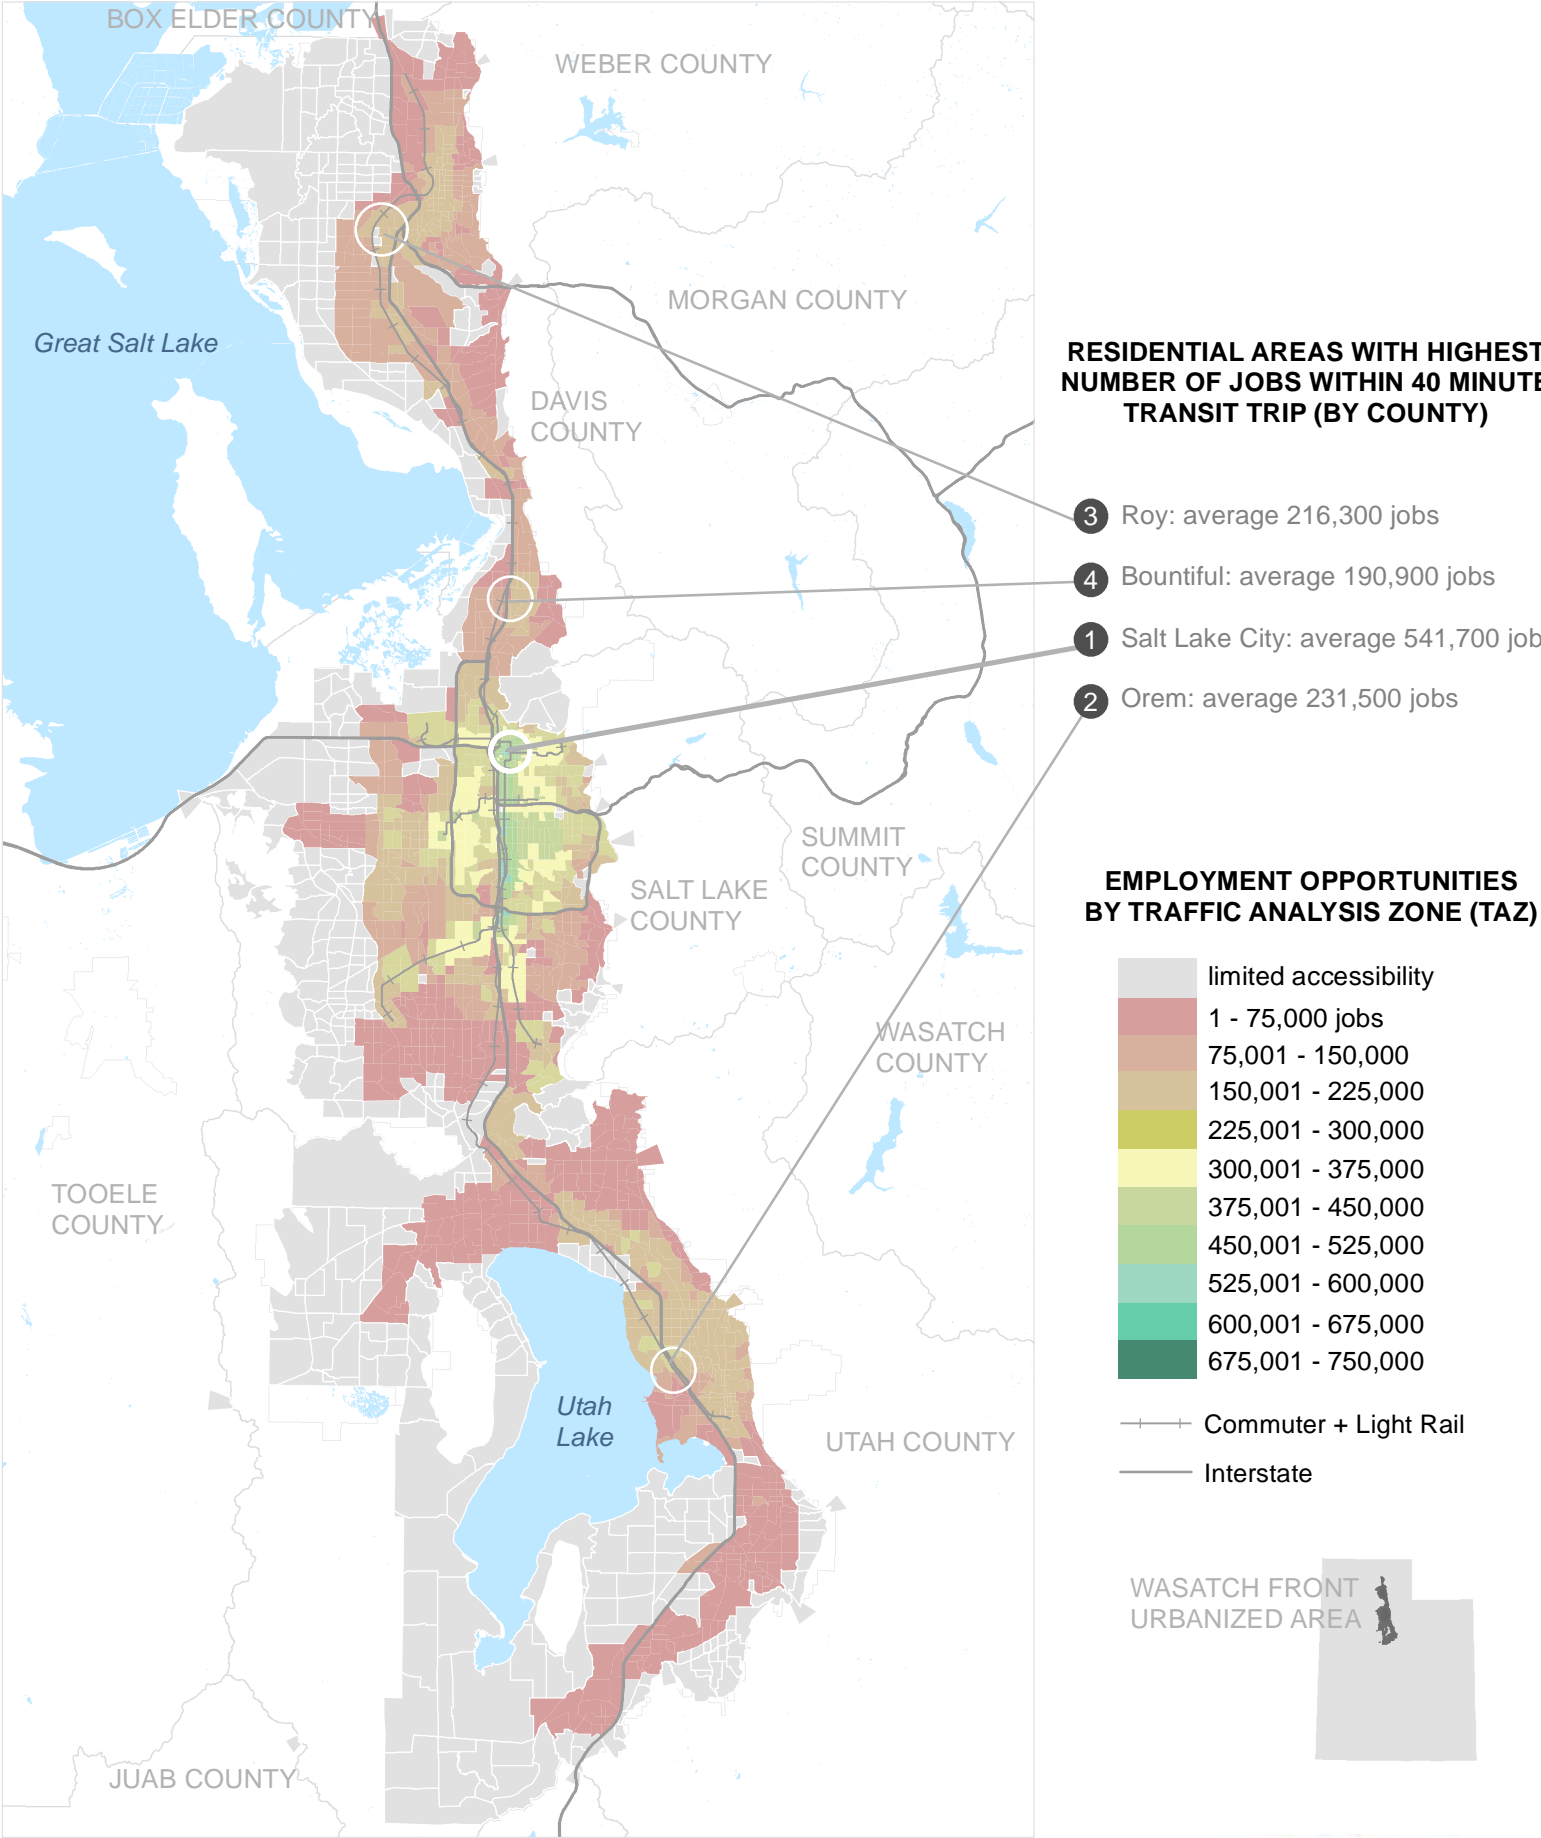 BOX ELDER COUNTY
WEBER COUNTY
MORGAN COUNTY
Great Salt Lake
DAVIS
COUNTY
SUMMIT
COUNTY
SALT LAKE
COUNTY
WASATCH
COUNTY
TOOELE
COUNTY
Utah
Lake
UTAH COUNTY
JUAB COUNTY
RESIDENTIAL AREAS WITH HIGHEST
NUMBER OF JOBS WITHIN 40 MINUTE
TRANSIT TRIP (BY COUNTY)
3 Roy: average 216,300 jobs
4 Bountiful: average 190,900 jobs
1 Salt Lake City: average 541,700 job
2 Orem: average 231,500 jobs
EMPLOYMENT OPPORTUNITIES
BY TRAFFIC ANALYSIS ZONE (TAZ)
limited accessibility
1 - 75,000 jobs
75,001 - 150,000
150,001 - 225,000
225,001 - 300,000
300,001 - 375,000
375,001 - 450,000
450,001 - 525,000
525,001 - 600,000
600,001 - 675,000
675,001 - 750,000
Commuter + Light Rail
Interstate
WASATCH FRONT
URBANIZED AREA